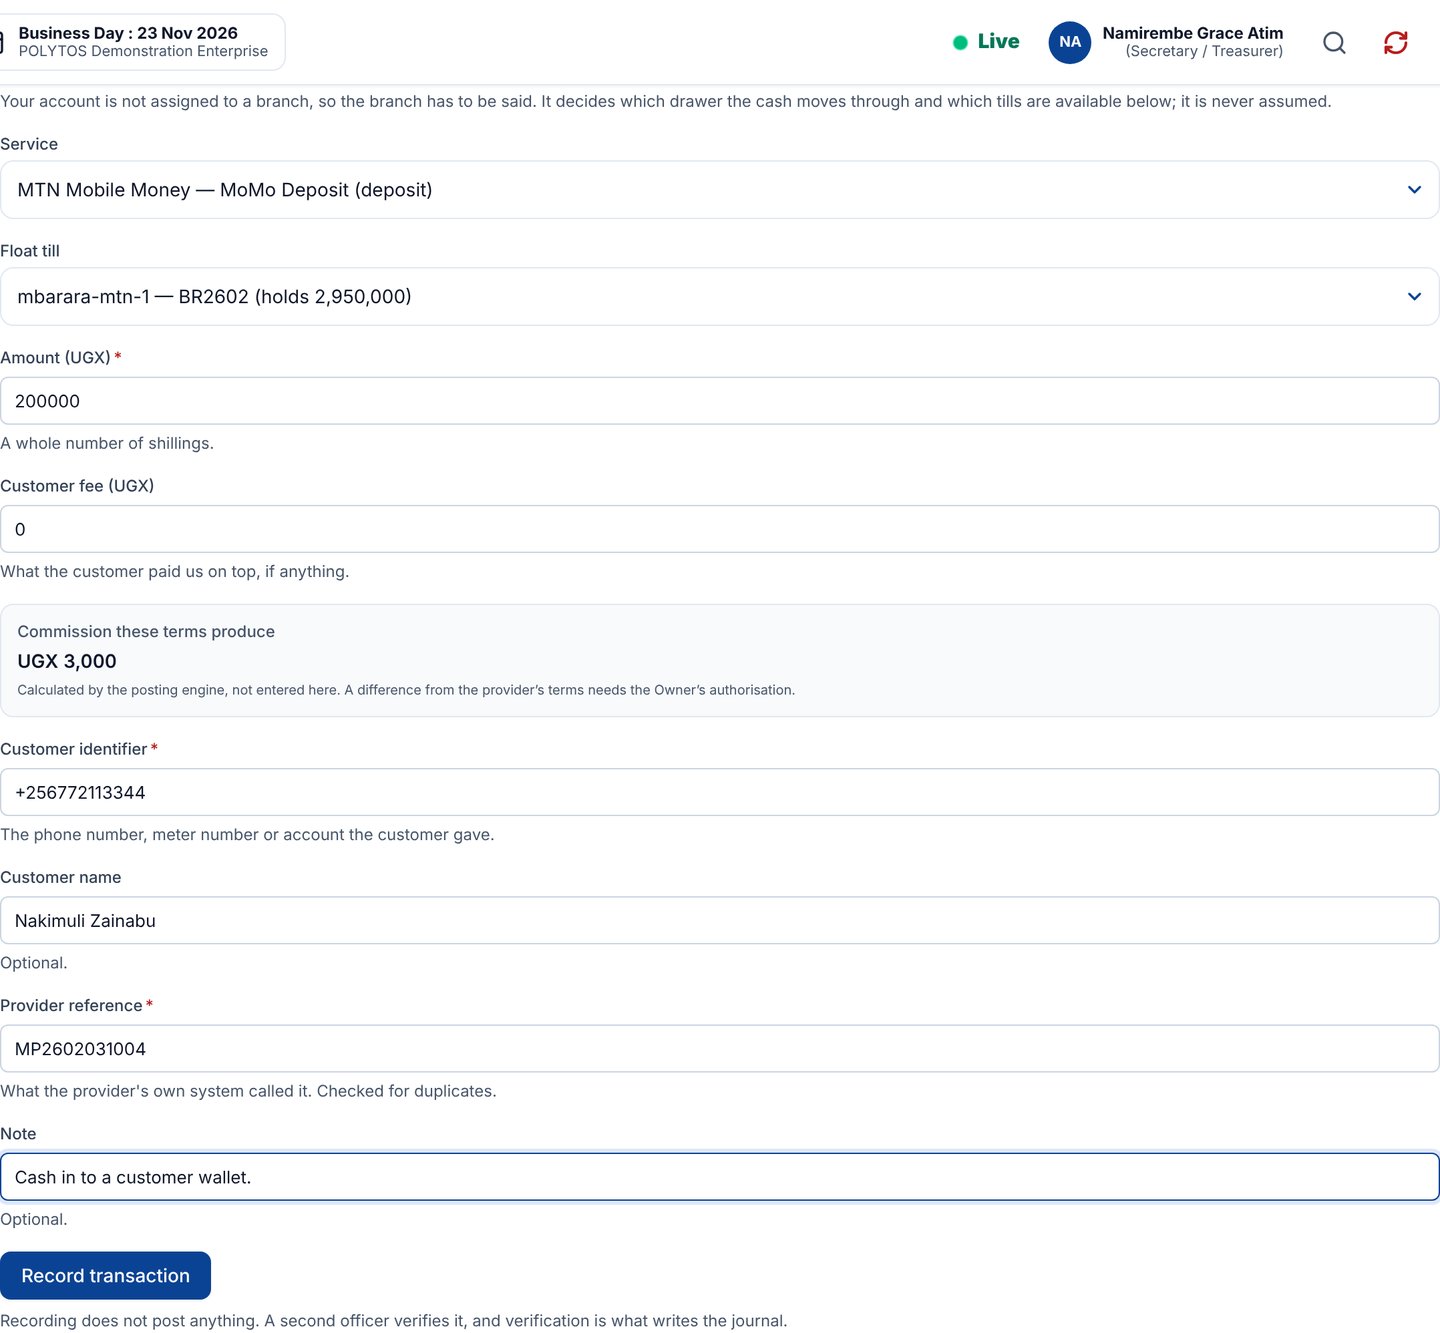 Business Day : 23 Nov 2026
POLYTOS Demonstration Enterprise
Live
NA
Namirembe Grace Atim
(Secretary / Treasurer)
Your account is not assigned to a branch, so the branch has to be said. It decides which drawer the cash moves through and which tills are available below; it is never assumed.
Service
MTN Mobile Money — MoMo Deposit (deposit)
Float till
mbarara-mtn-1 — BR2602 (holds 2,950,000)
Amount (UGX) *
200000
A whole number of shillings.
Customer fee (UGX)
0
What the customer paid us on top, if anything.
Commission these terms produce
UGX 3,000
Calculated by the posting engine, not entered here. A difference from the provider’s terms needs the Owner’s authorisation.
Customer identifier *
+256772113344
The phone number, meter number or account the customer gave.
Customer name
Nakimuli Zainabu
Optional.
Provider reference *
MP2602031004
What the provider's own system called it. Checked for duplicates.
Note
Cash in to a customer wallet.
Optional.
Record transaction
Recording does not post anything. A second officer verifies it, and verification is what writes the journal.